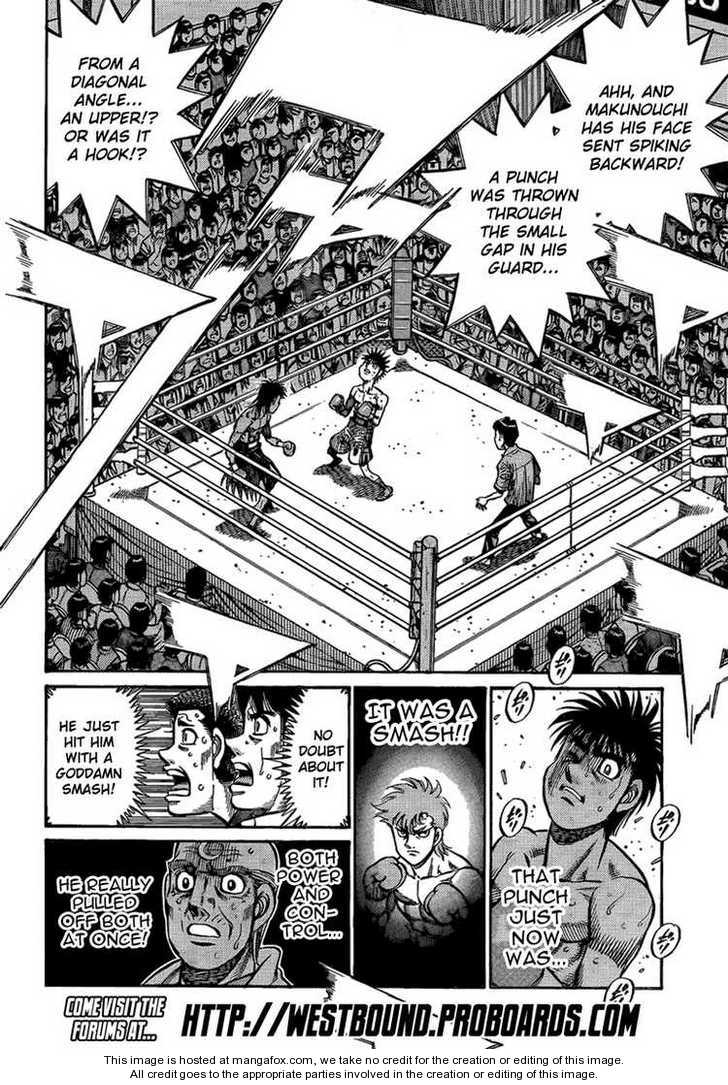 AHH, AND
MAKUNOUCHI
HAS HIS FACE
SENT SPIKING
BACKWARD!
A PUNCH
WAS THROWN
THROUGH
THE SMALL
GAP IN HIS
GUARD...
FROM A
DIAGONAL
ANGLE...
AN UPPER!?
OR WAS IT
A HOOK!?
THAT
PUNCH
JUST
NOW
WAS...
IT WAS A
SMASH!!
NO
DOUBT
ABOUT
IT!
HE JUST
HIT HIM
WITH A
GODDAMN
SMASH!
BOTH
POWER
AND
CON-
TROL...
HE REALLY
PULLED
OFF BOTH
AT ONCE!
COME VISIT THE
FORUMS AT...
HTTP://WESTBOUND.PROBOARDS.COM
This image is hosted at mangafox.com, we take no credit for the creation or editing of this image.
All credit goes to the appropriate parties involved in the creation or editing of this image.